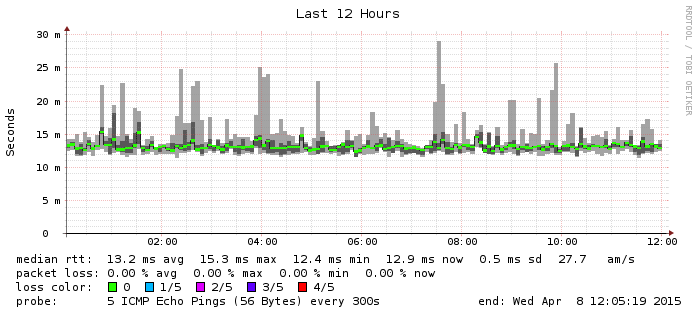 Last 12 Hours
RRDTOOL / TOBI OETIKER
Seconds
30 m
25 m
20 m
15 m
10 m
5 m
0
02:00 04:00 06:00 08:00 10:00 12:00
median rtt: 13.2 ms avg 15.3 ms max 12.4 ms min 12.9 ms now 0.5 ms sd 27.7 am/s
packet loss: 0.00 % avg 0.00 % max 0.00 % min 0.00 % now
loss color: 0 1/5 2/5 3/5 4/5
probe: 5 ICMP Echo Pings (56 Bytes) every 300s end: Wed Apr 8 12:05:19 2015